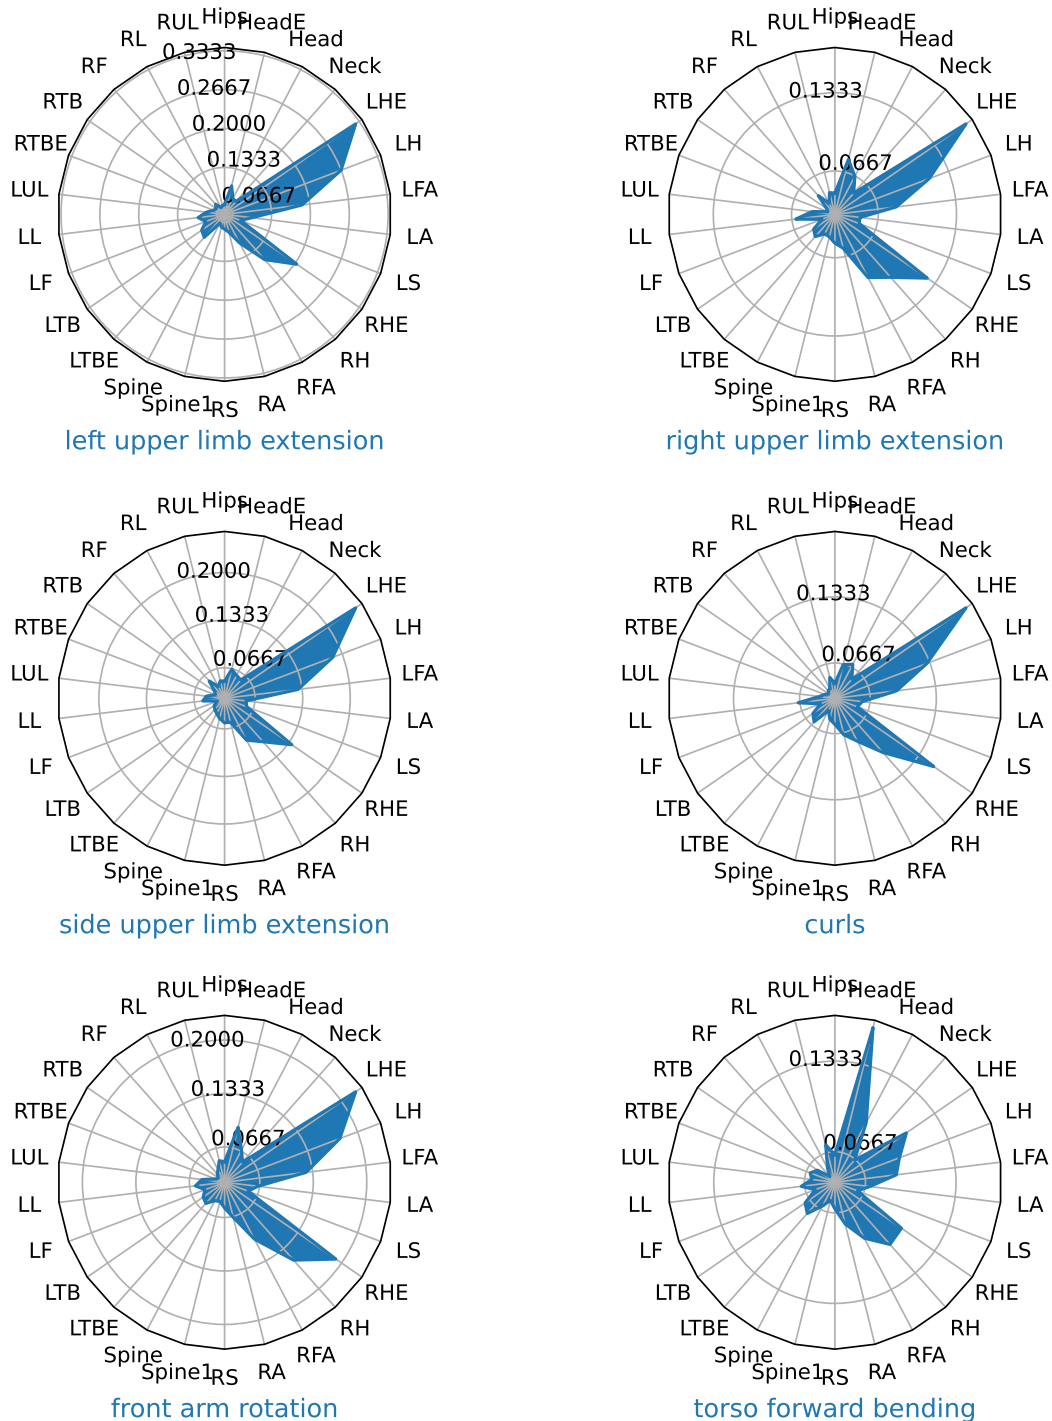 Hips
HeadE
Head
Neck
LHE
LH
LFA
LA
LS
RHE
RH
RFA
RA
RS
Spine1
Spine
LTBE
LTB
LF
LL
LUL
RTBE
RTB
RF
RL
RUL
0.3333
0.2667
0.2000
0.1333
0.0667
left upper limb extension
Hips
HeadE
Head
Neck
LHE
LH
LFA
LA
LS
RHE
RH
RFA
RA
RS
Spine1
Spine
LTBE
LTB
LF
LL
LUL
RTBE
RTB
RF
RL
RUL
0.1333
0.0667
right upper limb extension
Hips
HeadE
Head
Neck
LHE
LH
LFA
LA
LS
RHE
RH
RFA
RA
RS
Spine1
Spine
LTBE
LTB
LF
LL
LUL
RTBE
RTB
RF
RL
RUL
0.2000
0.1333
0.0667
side upper limb extension
Hips
HeadE
Head
Neck
LHE
LH
LFA
LA
LS
RHE
RH
RFA
RA
RS
Spine1
Spine
LTBE
LTB
LF
LL
LUL
RTBE
RTB
RF
RL
RUL
0.1333
0.0667
curls
Hips
HeadE
Head
Neck
LHE
LH
LFA
LA
LS
RHE
RH
RFA
RA
RS
Spine1
Spine
LTBE
LTB
LF
LL
LUL
RTBE
RTB
RF
RL
RUL
0.2000
0.1333
0.0667
front arm rotation
Hips
HeadE
Head
Neck
LHE
LH
LFA
LA
LS
RHE
RH
RFA
RA
RS
Spine1
Spine
LTBE
LTB
LF
LL
LUL
RTBE
RTB
RF
RL
RUL
0.1333
0.0667
torso forward bending